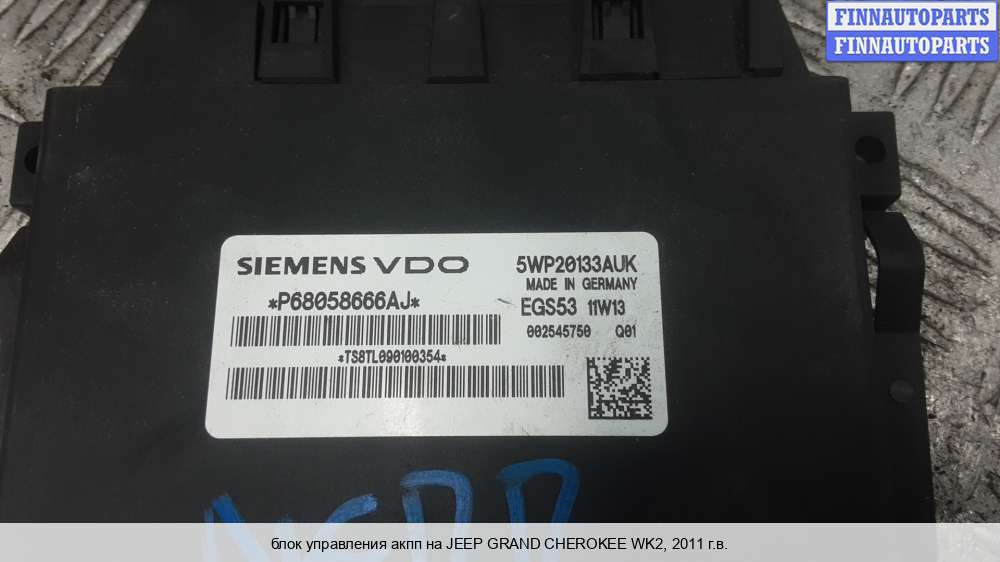 FINNAUTOPARTS
FINNAUTOPARTS
SIEMENS VDO
5WP20133AUK
MADE IN GERMANY
*P68058666AJ*
EGS53 11W13
002545750 Q01
*TS8TL090100354*
блок управления акпп на JEEP GRAND CHEROKEE WK2, 2011 г.в.